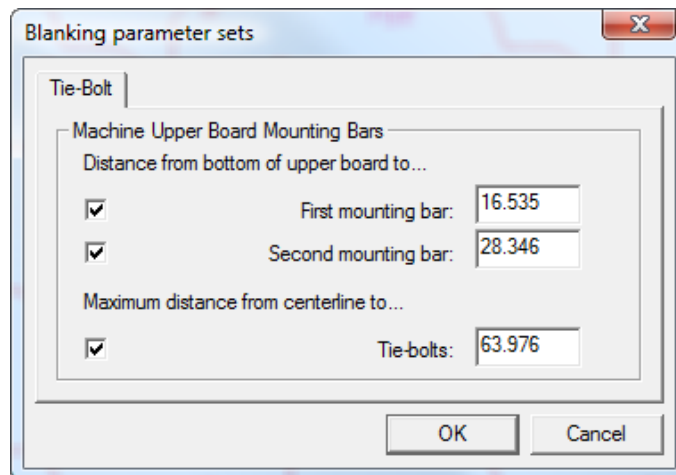 Blanking parameter sets
Tie-Bolt
Machine Upper Board Mounting Bars
Distance from bottom of upper board to...
First mounting bar: 16.535
Second mounting bar: 28.346
Maximum distance from centerline to...
Tie-bolts: 63.976
OK Cancel